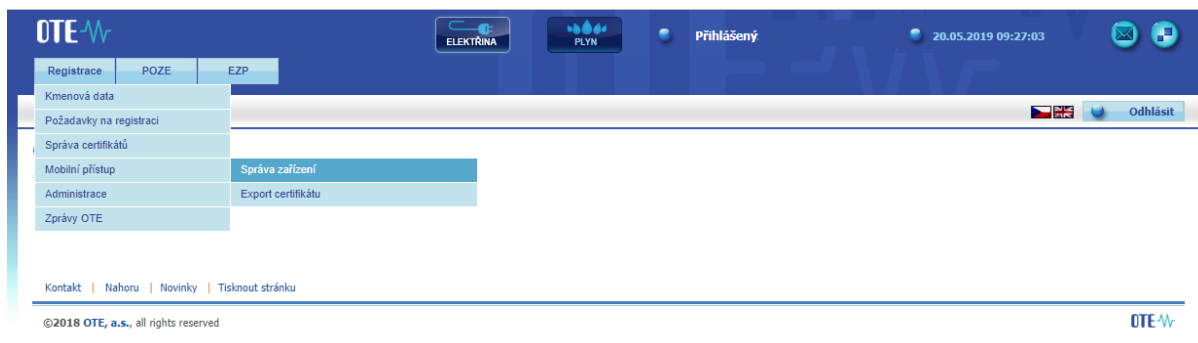 OTE
ELEKTŘINA
PLYN
Přihlášený:
20.05.2019 09:27:03
Registrace POZE EZP
Kmenová data
Požadavky na registraci
Odhlásit
Správa certifikátů
Mobilní přístup
Správa zařízení
Administrace
Export certifikátu
Zprávy OTE
Kontakt | Nahoru | Novinky | Tisknout stránku
©2018 OTE, a.s., all rights reserved
OTE